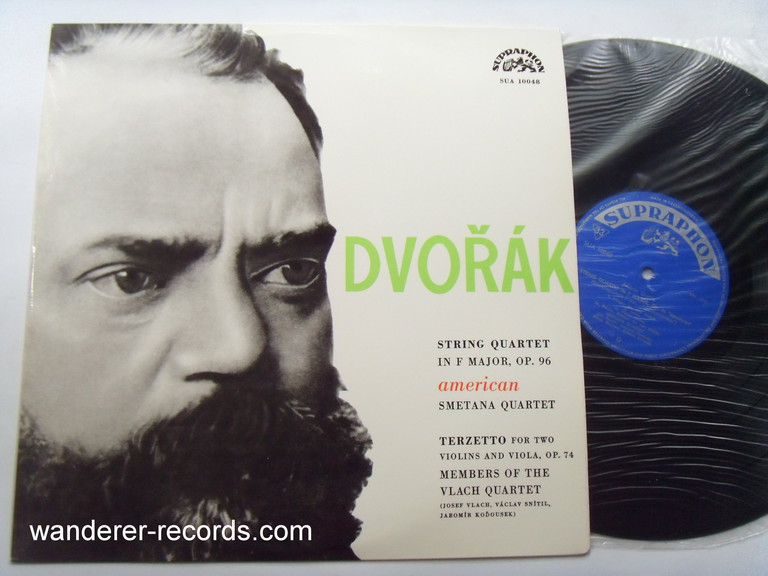 SUPRAPHON
SUA 10048
DVOŘÁK
STRING QUARTET
IN F MAJOR, OP. 96
american
SMETANA QUARTET
TERZETTO FOR TWO
VIOLINS AND VIOLA, OP. 74
MEMBERS OF THE
VLACH QUARTET
(JOSEF VLACH, VÁCLAV SNÍTIL,
JAROMÍR KOĎOUSEK)
SUPRAPHON
wanderer-records.com